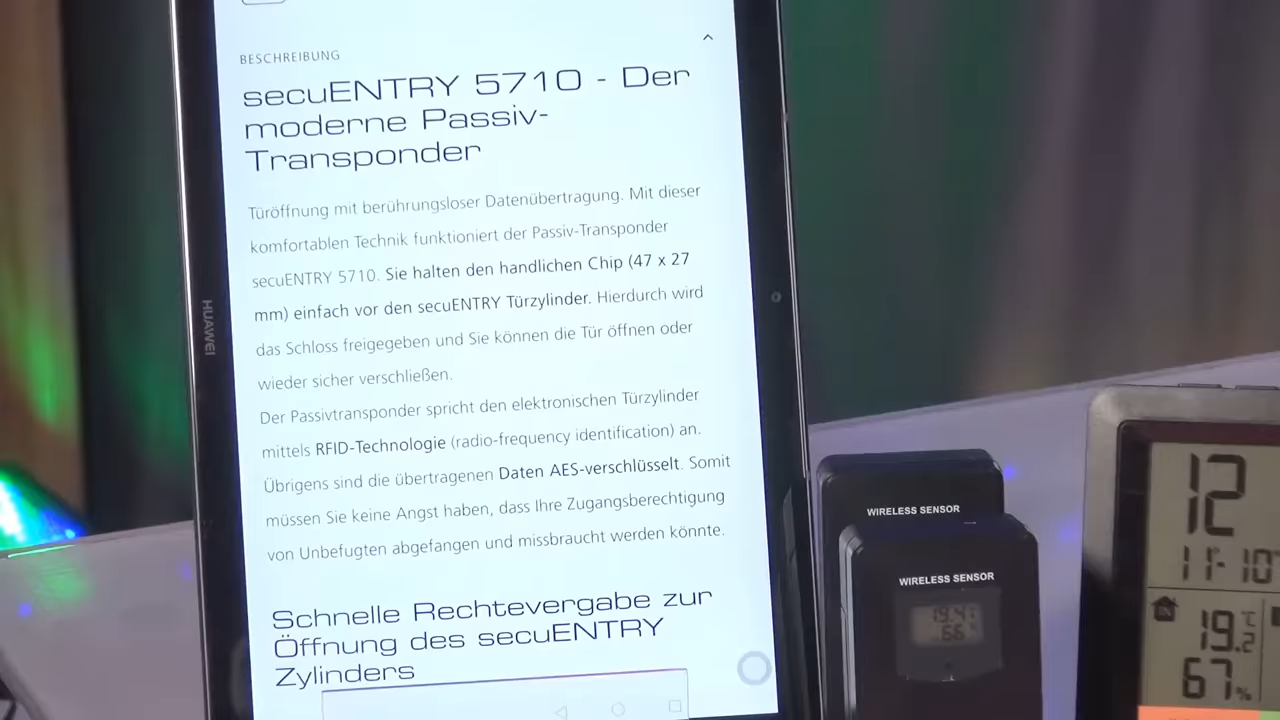 BESCHREIBUNG
secuENTRY 5710 - Der
moderne Passiv-
Transponder
Türöffnung mit berührungsloser Datenübertragung. Mit dieser
komfortablen Technik funktioniert der Passiv-Transponder
secuENTRY 5710. Sie halten den handlichen Chip (47 x 27
mm) einfach vor den secuENTRY Türzylinder. Hierdurch wird
das Schloss freigegeben und Sie können die Tür öffnen oder
wieder sicher verschließen.
Der Passivtransponder spricht den elektronischen Türzylinder
mittels RFID-Technologie (radio-frequency identification) an.
Übrigens sind die übertragenen Daten AES-verschlüsselt. Somit
müssen Sie keine Angst haben, dass Ihre Zugangsberechtigung
von Unbefugten abgefangen und missbraucht werden könnte.
Schnelle Rechtevergabe zur
Öffnung des secuENTRY
Zylinders
HUAWEI
WIRELESS SENSOR
WIRELESS SENSOR
19.4
66
12
11-10
IN
19.2 °C
67%